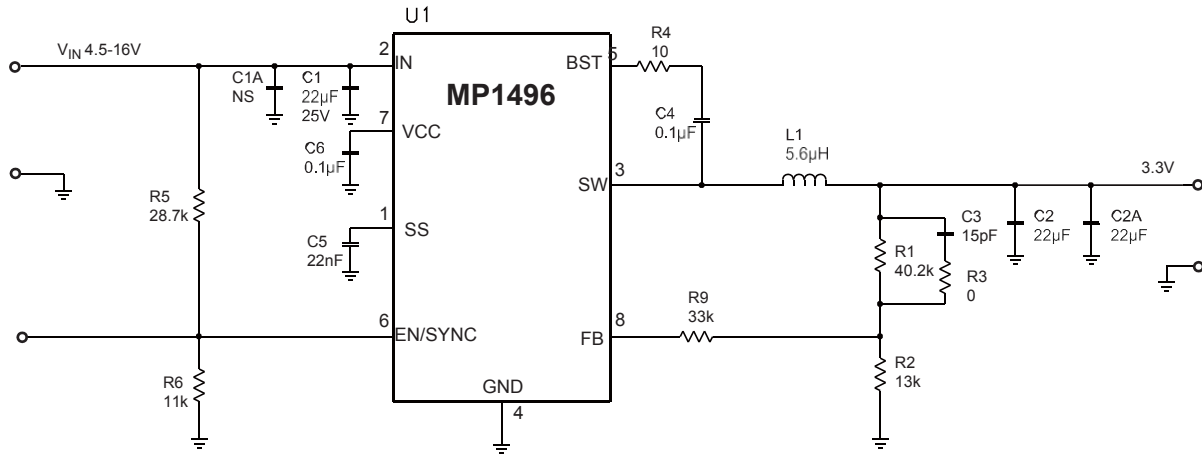 U1
MP1496
V_IN 4.5-16V
2
IN
C1A
NS
C1
22μF
25V
7
VCC
C6
0.1μF
1
SS
C5
22nF
R5
28.7k
6
EN/SYNC
R6
11k
GND
4
5
BST
R4
10
C4
0.1μF
3
SW
L1
5.6μH
3.3V
C3
15pF
C2
22μF
C2A
22μF
R1
40.2k
R3
0
R9
33k
8
FB
R2
13k